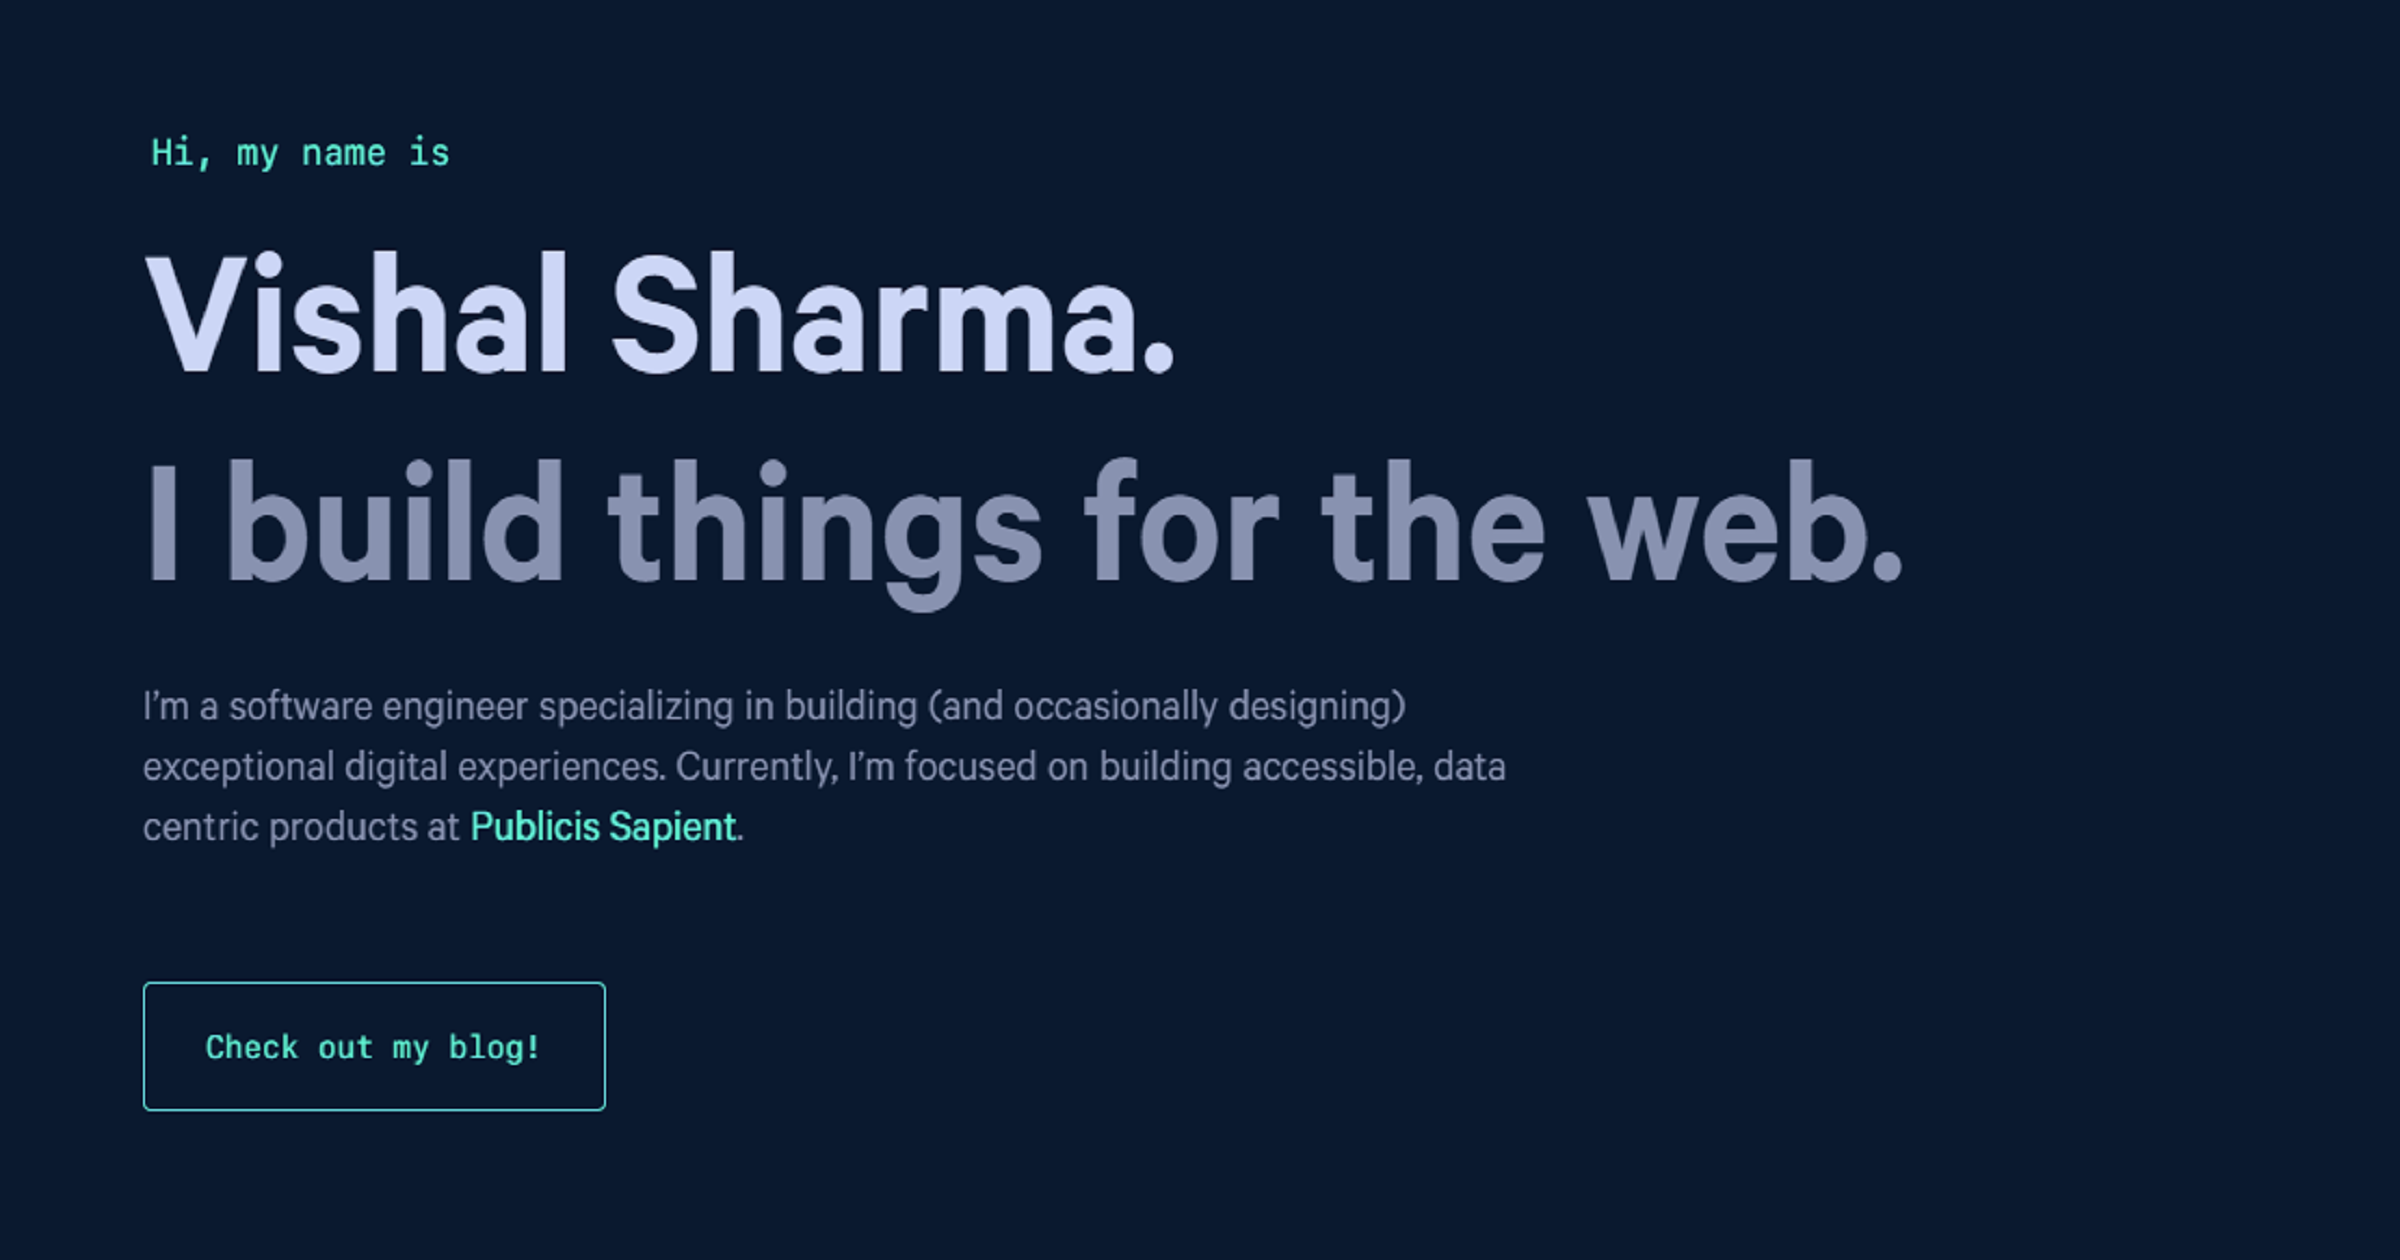 Hi, my name is
Vishal Sharma.
I build things for the web.
I’m a software engineer specializing in building (and occasionally designing)
exceptional digital experiences. Currently, I’m focused on building accessible, data
centric products at Publicis Sapient.
Check out my blog!